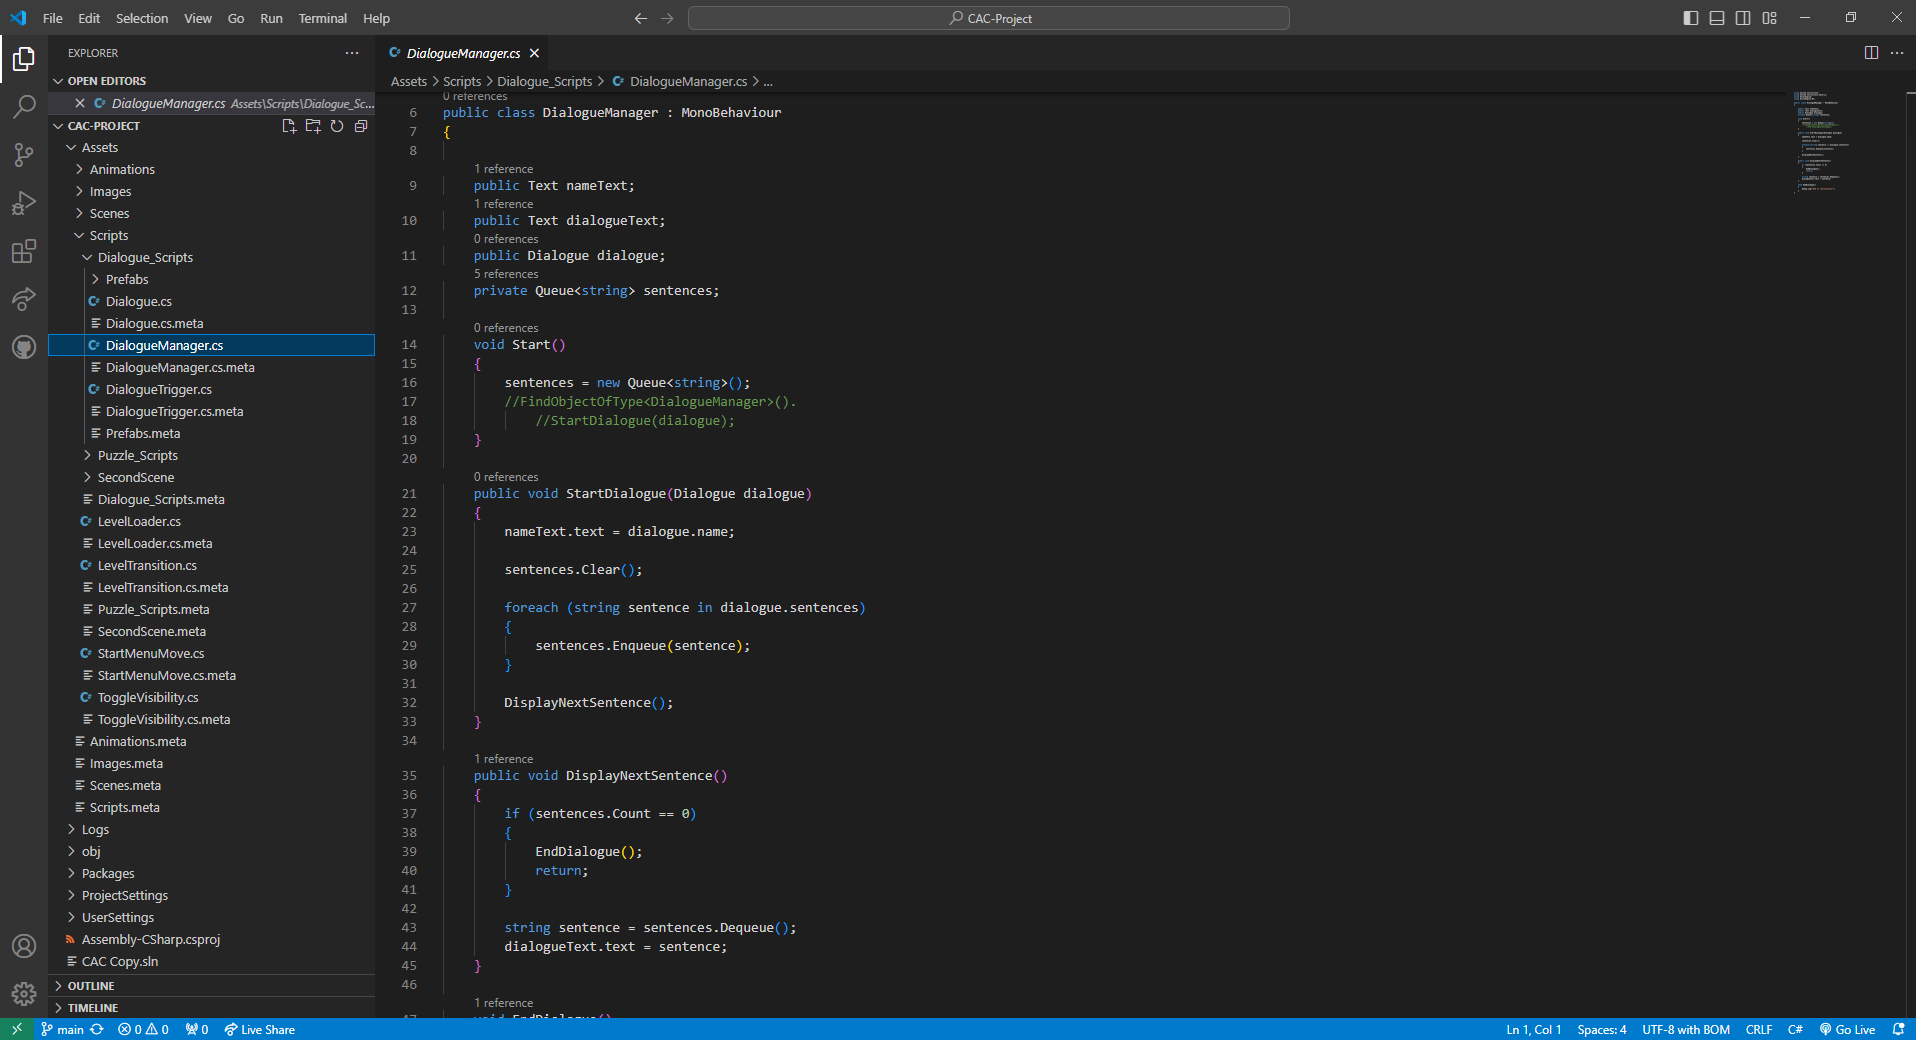 File Edit Selection View Go Run Terminal Help
CAC-Project
EXPLORER
OPEN EDITORS
DialogueManager.cs Assets\Scripts\Dialogue_Sc...
CAC-PROJECT
Assets
Animations
Images
Scenes
Scripts
Dialogue_Scripts
Prefabs
Dialogue.cs
Dialogue.cs.meta
DialogueManager.cs
DialogueManager.cs.meta
DialogueTrigger.cs
DialogueTrigger.cs.meta
Prefabs.meta
Puzzle_Scripts
SecondScene
Dialogue_Scripts.meta
LevelLoader.cs
LevelLoader.cs.meta
LevelTransition.cs
LevelTransition.cs.meta
Puzzle_Scripts.meta
SecondScene.meta
StartMenuMove.cs
StartMenuMove.cs.meta
ToggleVisibility.cs
ToggleVisibility.cs.meta
Animations.meta
Images.meta
Scenes.meta
Scripts.meta
Logs
obj
Packages
ProjectSettings
UserSettings
Assembly-CSharp.csproj
CAC Copy.sln
OUTLINE
TIMELINE
DialogueManager.cs
Assets > Scripts > Dialogue_Scripts > DialogueManager.cs > ...
0 references
6 public class DialogueManager : MonoBehaviour
7 {
8
1 reference
9 public Text nameText;
1 reference
10 public Text dialogueText;
0 references
11 public Dialogue dialogue;
5 references
12 private Queue<string> sentences;
13
0 references
14 void Start()
15 {
16 sentences = new Queue<string>();
17 //FindObjectOfType<DialogueManager>().
18 //StartDialogue(dialogue);
19 }
20
0 references
21 public void StartDialogue(Dialogue dialogue)
22 {
23 nameText.text = dialogue.name;
24
25 sentences.Clear();
26
27 foreach (string sentence in dialogue.sentences)
28 {
29 sentences.Enqueue(sentence);
30 }
31
32 DisplayNextSentence();
33 }
34
1 reference
35 public void DisplayNextSentence()
36 {
37 if (sentences.Count == 0)
38 {
39 EndDialogue();
40 return;
41 }
42
43 string sentence = sentences.Dequeue();
44 dialogueText.text = sentence;
45 }
46
1 reference
47 void EndDialogue()
main 0 0 0 Live Share
Ln 1, Col 1 Spaces: 4 UTF-8 with BOM CRLF C# Go Live